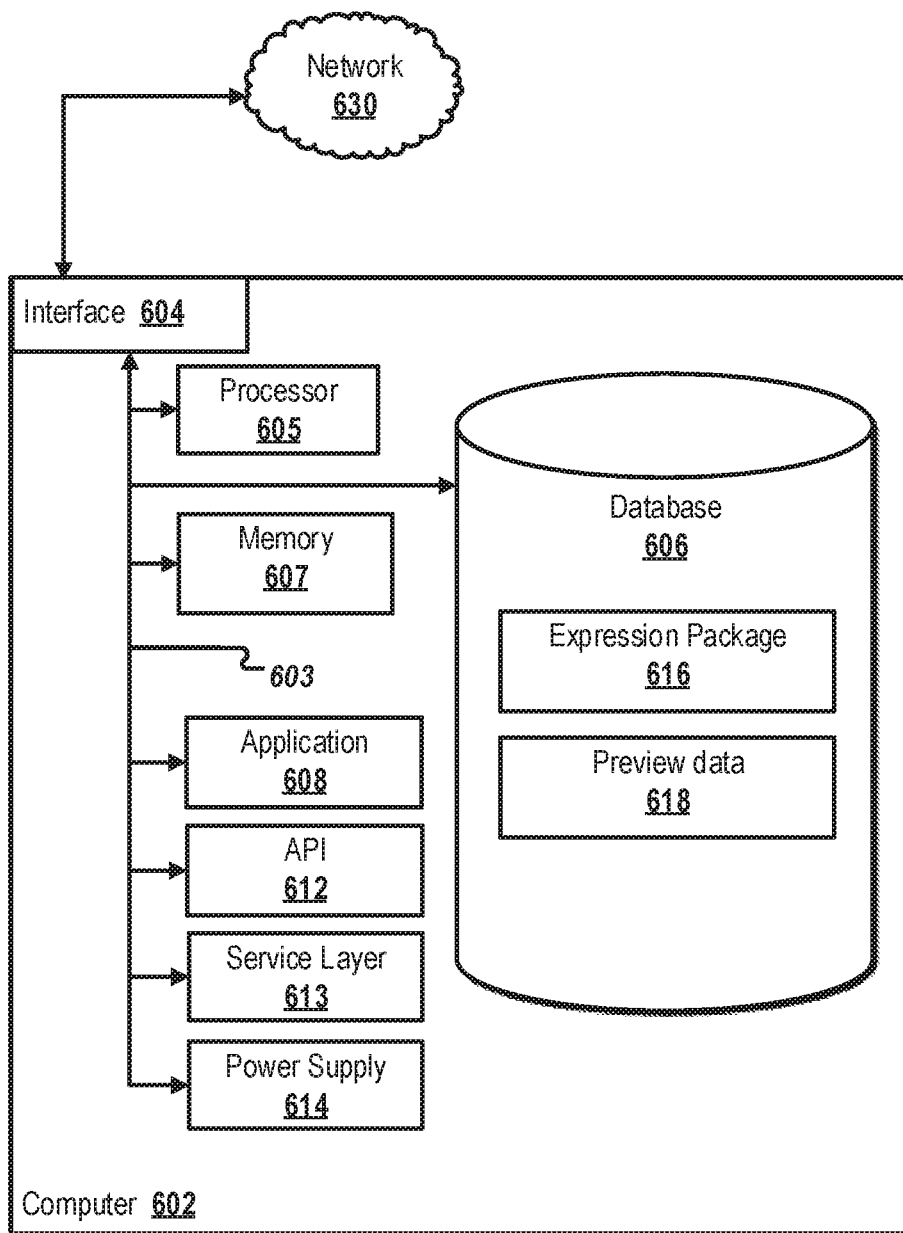 Network
630
Interface 604
Processor
605
Database
606
Memory
607
Expression Package
616
603
Application
608
Preview data
618
API
612
Service Layer
613
Power Supply
614
Computer 602